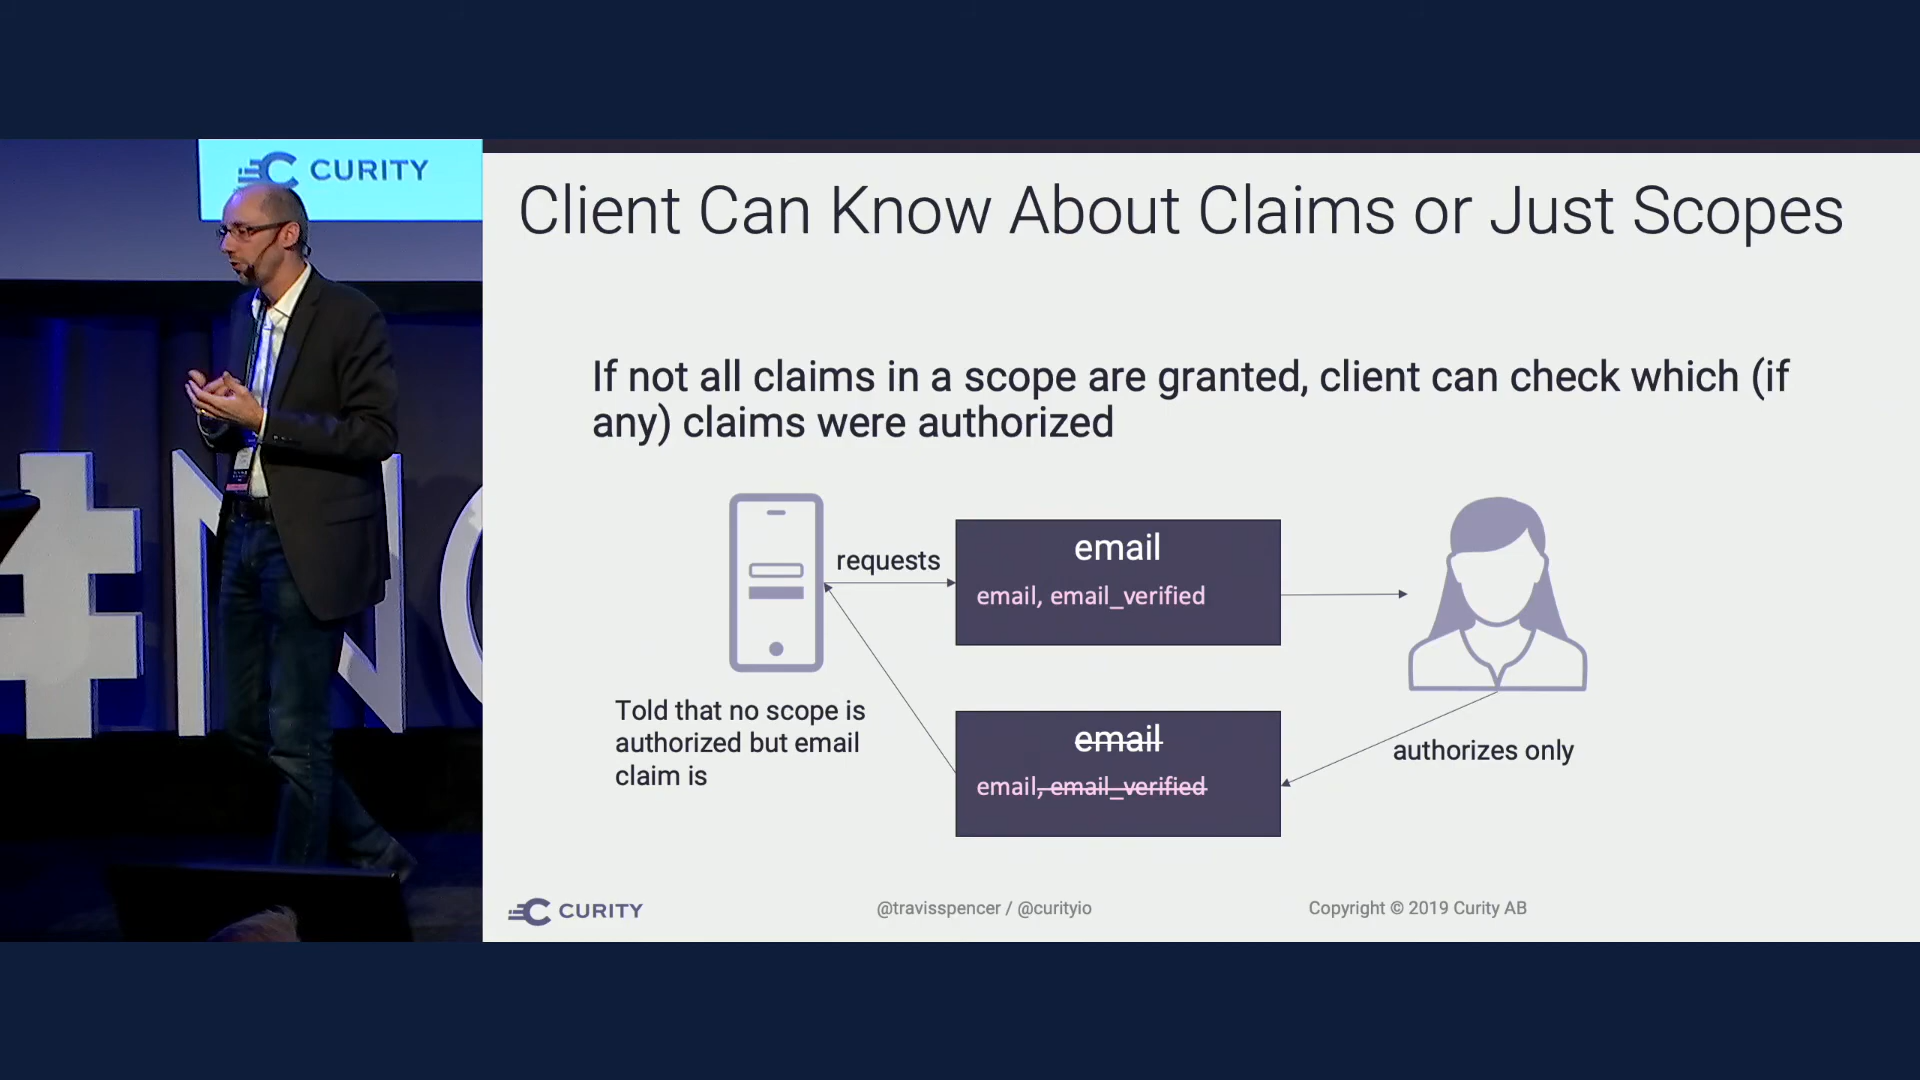 CURITY
#N
Client Can Know About Claims or Just Scopes
If not all claims in a scope are granted, client can check which (if
any) claims were authorized
requests
email
email, email_verified
Told that no scope is
authorized but email
claim is
email
email, email_verified
authorizes only
CURITY
@travisspencer / @curityio
Copyright © 2019 Curity AB